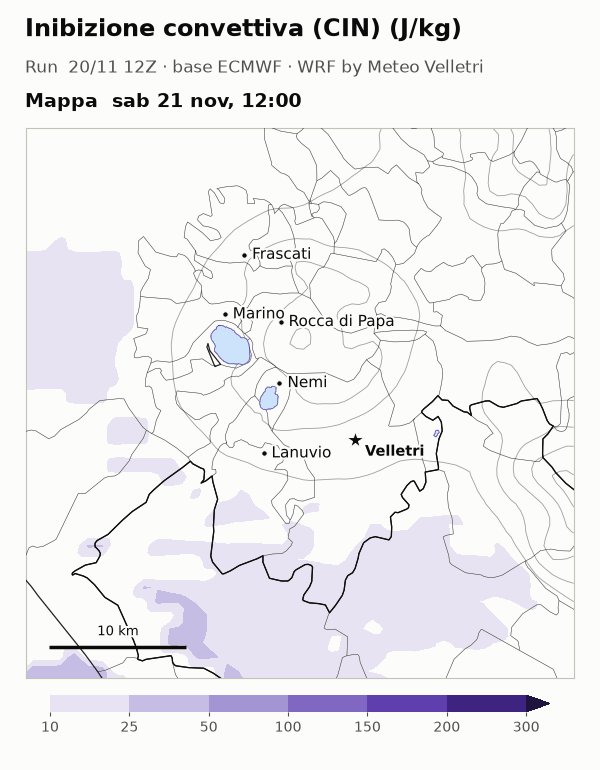 Inibizione convettiva (CIN) (J/kg)
Run  20/11 12Z · base ECMWF · WRF by Meteo Velletri
Mappa  sab 21 nov, 12:00
Frascati
Marino
Rocca di Papa
Nemi
Velletri
Lanuvio
10 km
10 25 50 100 150 200 300